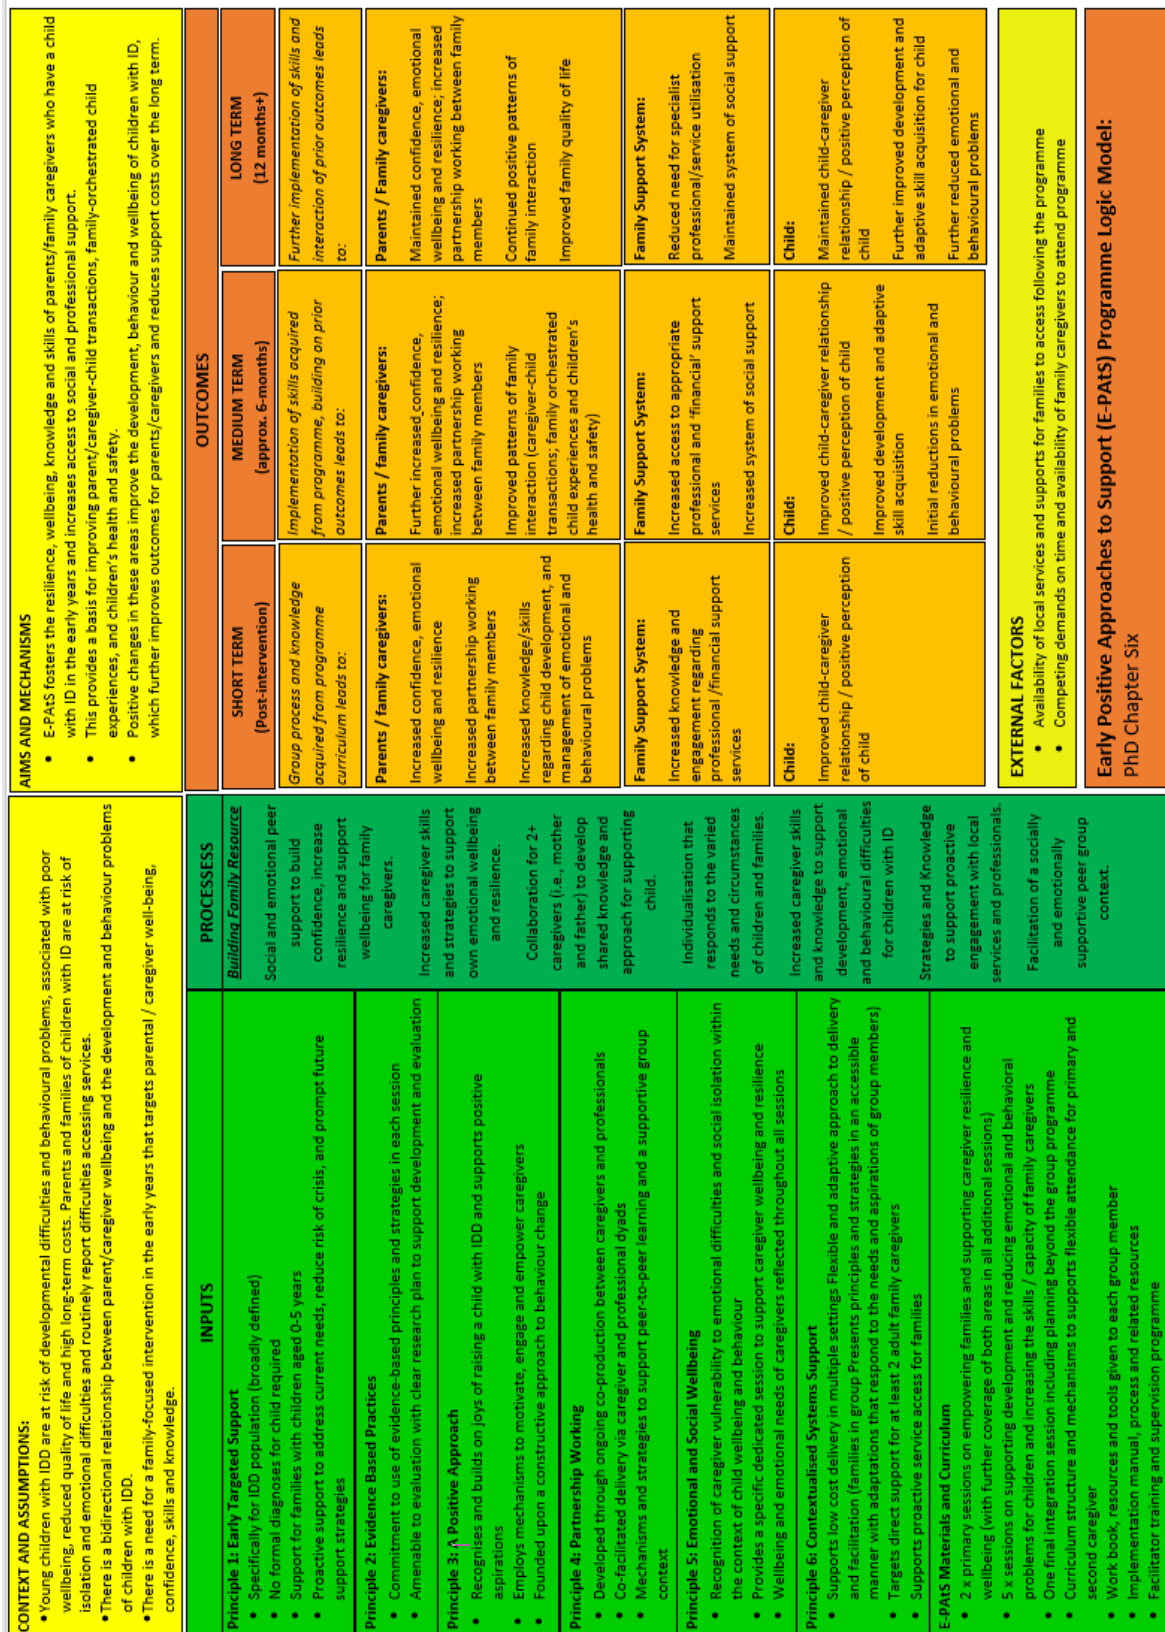 CONTEXT AND ASSUMPTIONS:
•Young children with IDD are at risk of developmental difficulties and behavioural problems, associated with poor
wellbeing, reduced quality of life and high long-term costs. Parents and families of children with ID are at risk of
isolation and emotional difficulties and routinely report difficulties accessing services.
•There is a bidirectional relationship between parent/caregiver wellbeing and the development and behaviour problems
of children with IDD.
•There is a need for a family-focused intervention in the early years that targets parental / caregiver well-being,
confidence, skills and knowledge.
AIMS AND MECHANISMS
• E-PAtS fosters the resilience, wellbeing, knowledge and skills of parents/family caregivers who have a child
with ID in the early years and increases access to social and professional support.
• This provides a basis for improving parent/caregiver-child transactions, family-orchestrated child
experiences, and children's health and safety.
• Positive changes in these areas improve the development, behaviour and wellbeing of children with ID,
which further improves outcomes for parents/caregivers and reduces support costs over the long term.
INPUTS
Principle 1: Early Targeted Support
• Specifically for IDD population (broadly defined)
• No formal diagnoses for child required
• Support for families with children aged 0-5 years
• Proactive support to address current needs, reduce risk of crisis, and prompt future
support strategies
Principle 2: Evidence Based Practices
• Commitment to use of evidence-based principles and strategies in each session
• Amenable to evaluation with clear research plan to support development and evaluation
Principle 3: A Positive Approach
• Recognises and builds on joys of raising a child with IDD and supports positive
aspirations
• Employs mechanisms to motivate, engage and empower caregivers
• Founded upon a constructive approach to behaviour change
Principle 4: Partnership Working
• Developed through ongoing co-production between caregivers and professionals
• Co-facilitated delivery via caregiver and professional dyads
• Mechanisms and strategies to support peer-to-peer learning and a supportive group
context
Principle 5: Emotional and Social Wellbeing
• Recognition of caregiver vulnerability to emotional difficulties and social isolation within
the context of child wellbeing and behaviour
• Provides a specific dedicated session to support caregiver wellbeing and resilience
• Wellbeing and emotional needs of caregivers reflected throughout all sessions
Principle 6: Contextualised Systems Support
• Supports low cost delivery in multiple settings Flexible and adaptive approach to delivery
and facilitation (families in group Presents principles and strategies in an accessible
manner with adaptations that respond to the needs and aspirations of group members)
• Targets direct support for at least 2 adult family caregivers
• Supports proactive service access for families
E-PAtS Materials and Curriculum
• 2 x primary sessions on empowering families and supporting caregiver resilience and
wellbeing (with further coverage of both areas in all additional sessions)
• 5 x sessions on supporting development and reducing emotional and behavioral
problems for children and increasing the skills / capacity of family caregivers
• One final integration session including planning beyond the group programme
• Curriculum structure and mechanisms to supports flexible attendance for primary and
second caregiver
• Work book, resources and tools given to each group member
• Implementation manual, process and related resources
• Facilitator training and supervision programme
PROCESSESS
Building Family Resource
Social and emotional peer
support to build
confidence, increase
resilience and support
wellbeing for family
caregivers.
Increased caregiver skills
and strategies to support
own emotional wellbeing
and resilience.
Collaboration for 2+
caregivers (i.e., mother
and father) to develop
shared knowledge and
approach for supporting
child.
Individualisation that
responds to the varied
needs and circumstances
of children and families.
Increased caregiver skills
and knowledge to support
development, emotional
and behavioural difficulties
for children with ID
Strategies and Knowledge
to support proactive
engagement with local
services and professionals.
Facilitation of a socially
and emotionally
supportive peer group
context.
OUTCOMES
SHORT TERM
(Post-intervention)
Group process and knowledge
acquired from programme
curriculum leads to:
Parents / family caregivers:
Increased confidence, emotional
wellbeing and resilience
Increased partnership working
between family members
Increased knowledge/skills
regarding child development, and
management of emotional and
behavioural problems
Family Support System:
Increased knowledge and
engagement regarding
professional /financial support
services
Child:
Improved child-caregiver
relationship / positive perception
of child
MEDIUM TERM
(approx. 6-months)
Implementation of skills acquired
from programme, building on prior
outcomes leads to:
Parents / family caregivers:
Further increased confidence,
emotional wellbeing and resilience;
increased partnership working
between family members
Improved patterns of family
interaction (caregiver-child
transactions; family orchestrated
child experiences and children's
health and safety)
Family Support System:
Increased access to appropriate
professional and 'financial' support
services
Increased system of social support
Child:
Improved child-caregiver relationship
/ positive perception of child
Improved development and adaptive
skill acquisition
Initial reductions in emotional and
behavioural problems
LONG TERM
(12 months+)
Further implementation of skills and
interaction of prior outcomes leads
to:
Parents / Family caregivers:
Maintained confidence, emotional
wellbeing and resilience; increased
partnership working between family
members
Continued positive patterns of
family interaction
Improved family quality of life
Family Support System:
Reduced need for specialist
professional/service utilisation
Maintained system of social support
Child:
Maintained child-caregiver
relationship / positive perception of
child
Further improved development and
adaptive skill acquisition for child
Further reduced emotional and
behavioural problems
EXTERNAL FACTORS
• Availability of local services and supports for families to access following the programme
• Competing demands on time and availability of family caregivers to attend programme
Early Positive Approaches to Support (E-PAtS) Programme Logic Model:
PhD Chapter Six